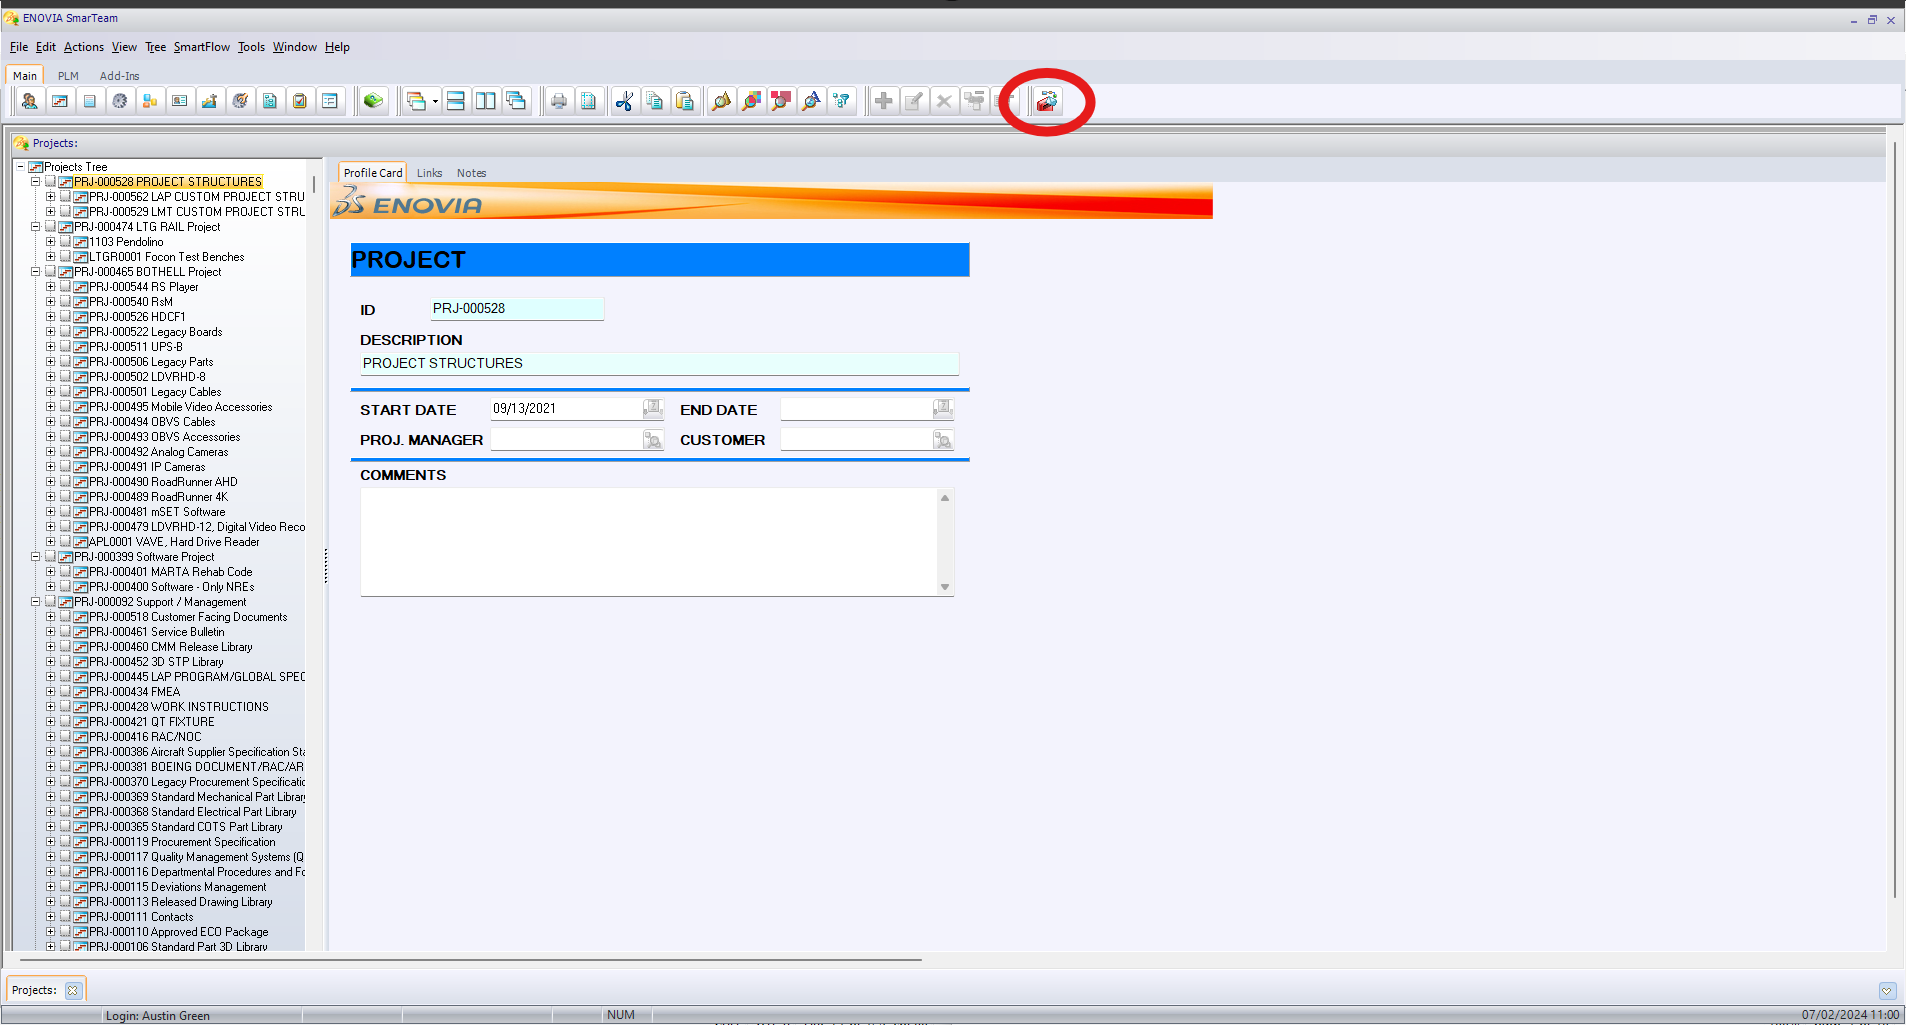 ENOVIA SmarTeam
File Edit Actions View Tree SmartFlow Tools Window Help
Main PLM Add-Ins
Projects:
Projects Tree
PRJ-000528 PROJECT STRUCTURES
PRJ-000562 LAP CUSTOM PROJECT STRU
PRJ-000529 LMT CUSTOM PROJECT STRU
PRJ-000474 LTG RAIL Project
1103 Pendolino
LTGR0001 Focon Test Benches
PRJ-000465 BOTHELL Project
PRJ-000544 RS Player
PRJ-000540 RsM
PRJ-000526 HDCF1
PRJ-000522 Legacy Boards
PRJ-000511 UPS-B
PRJ-000506 Legacy Parts
PRJ-000502 LDVRHD-8
PRJ-000501 Legacy Cables
PRJ-000495 Mobile Video Accessories
PRJ-000494 OBVS Cables
PRJ-000493 OBVS Accessories
PRJ-000492 Analog Cameras
PRJ-000491 IP Cameras
PRJ-000490 RoadRunner AHD
PRJ-000489 RoadRunner 4K
PRJ-000481 mSET Software
PRJ-000479 LDVRHD-12, Digital Video Reco
APL0001 VAVE, Hard Drive Reader
PRJ-000399 Software Project
PRJ-000401 MARTA Rehab Code
PRJ-000400 Software - Only NREs
PRJ-000092 Support / Management
PRJ-000518 Customer Facing Documents
PRJ-000461 Service Bulletin
PRJ-000460 CMM Release Library
PRJ-000452 3D STP Library
PRJ-000445 LAP PROGRAM/GLOBAL SPEC
PRJ-000434 FMEA
PRJ-000428 WORK INSTRUCTIONS
PRJ-000421 QT FIXTURE
PRJ-000416 RAC/NOC
PRJ-000386 Aircraft Supplier Specification Sta
PRJ-000381 BOEING DOCUMENT/RAC/AR
PRJ-000370 Legacy Procurement Specificatio
PRJ-000369 Standard Mechanical Part Library
PRJ-000368 Standard Electrical Part Library
PRJ-000365 Standard COTS Part Library
PRJ-000119 Procurement Specification
PRJ-000117 Quality Management Systems (Q
PRJ-000116 Departmental Procedures and Fo
PRJ-000115 Deviations Management
PRJ-000113 Released Drawing Library
PRJ-000111 Contacts
PRJ-000110 Approved ECO Package
PRJ-000106 Standard Part 3D Library
Profile Card Links Notes
ENOVIA
PROJECT
ID PRJ-000528
DESCRIPTION
PROJECT STRUCTURES
START DATE 09/13/2021 END DATE
PROJ. MANAGER CUSTOMER
COMMENTS
Projects:
Login: Austin Green NUM 07/02/2024 11:00